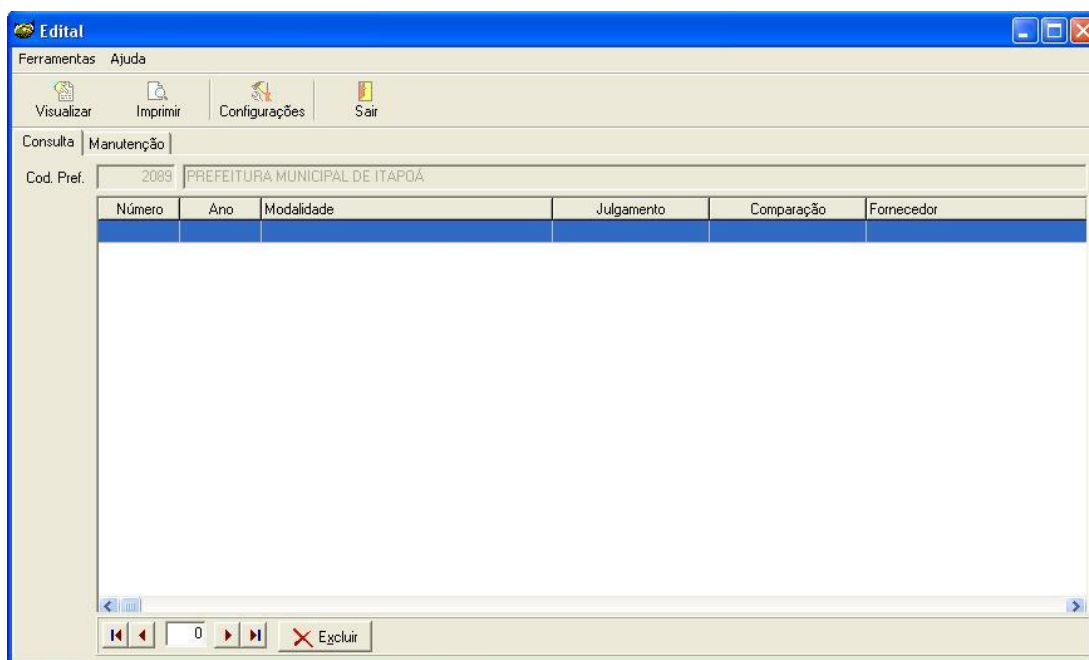 Edital
Ferramentas Ajuda
Visualizar Imprimir Configurações Sair
Consulta Manutenção
Cod. Pref. 2089 PREFEITURA MUNICIPAL DE ITAPOÁ
Número Ano Modalidade Julgamento Comparação Fornecedor
0 Excluir